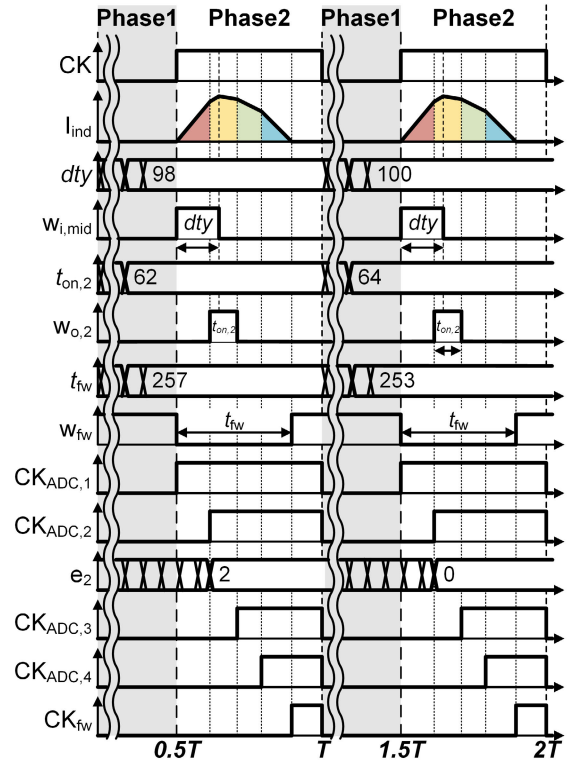 Phase1 Phase2 Phase1 Phase2
CK
I_ind
dty 98 100
w_i,mid dty dty
t_on,2 62 64
w_o,2 t_on,2 t_on,2
t_fw 257 253
w_fw t_fw t_fw
CK_ADC,1
CK_ADC,2
e_2 2 0
CK_ADC,3
CK_ADC,4
CK_fw
0.5T T 1.5T 2T